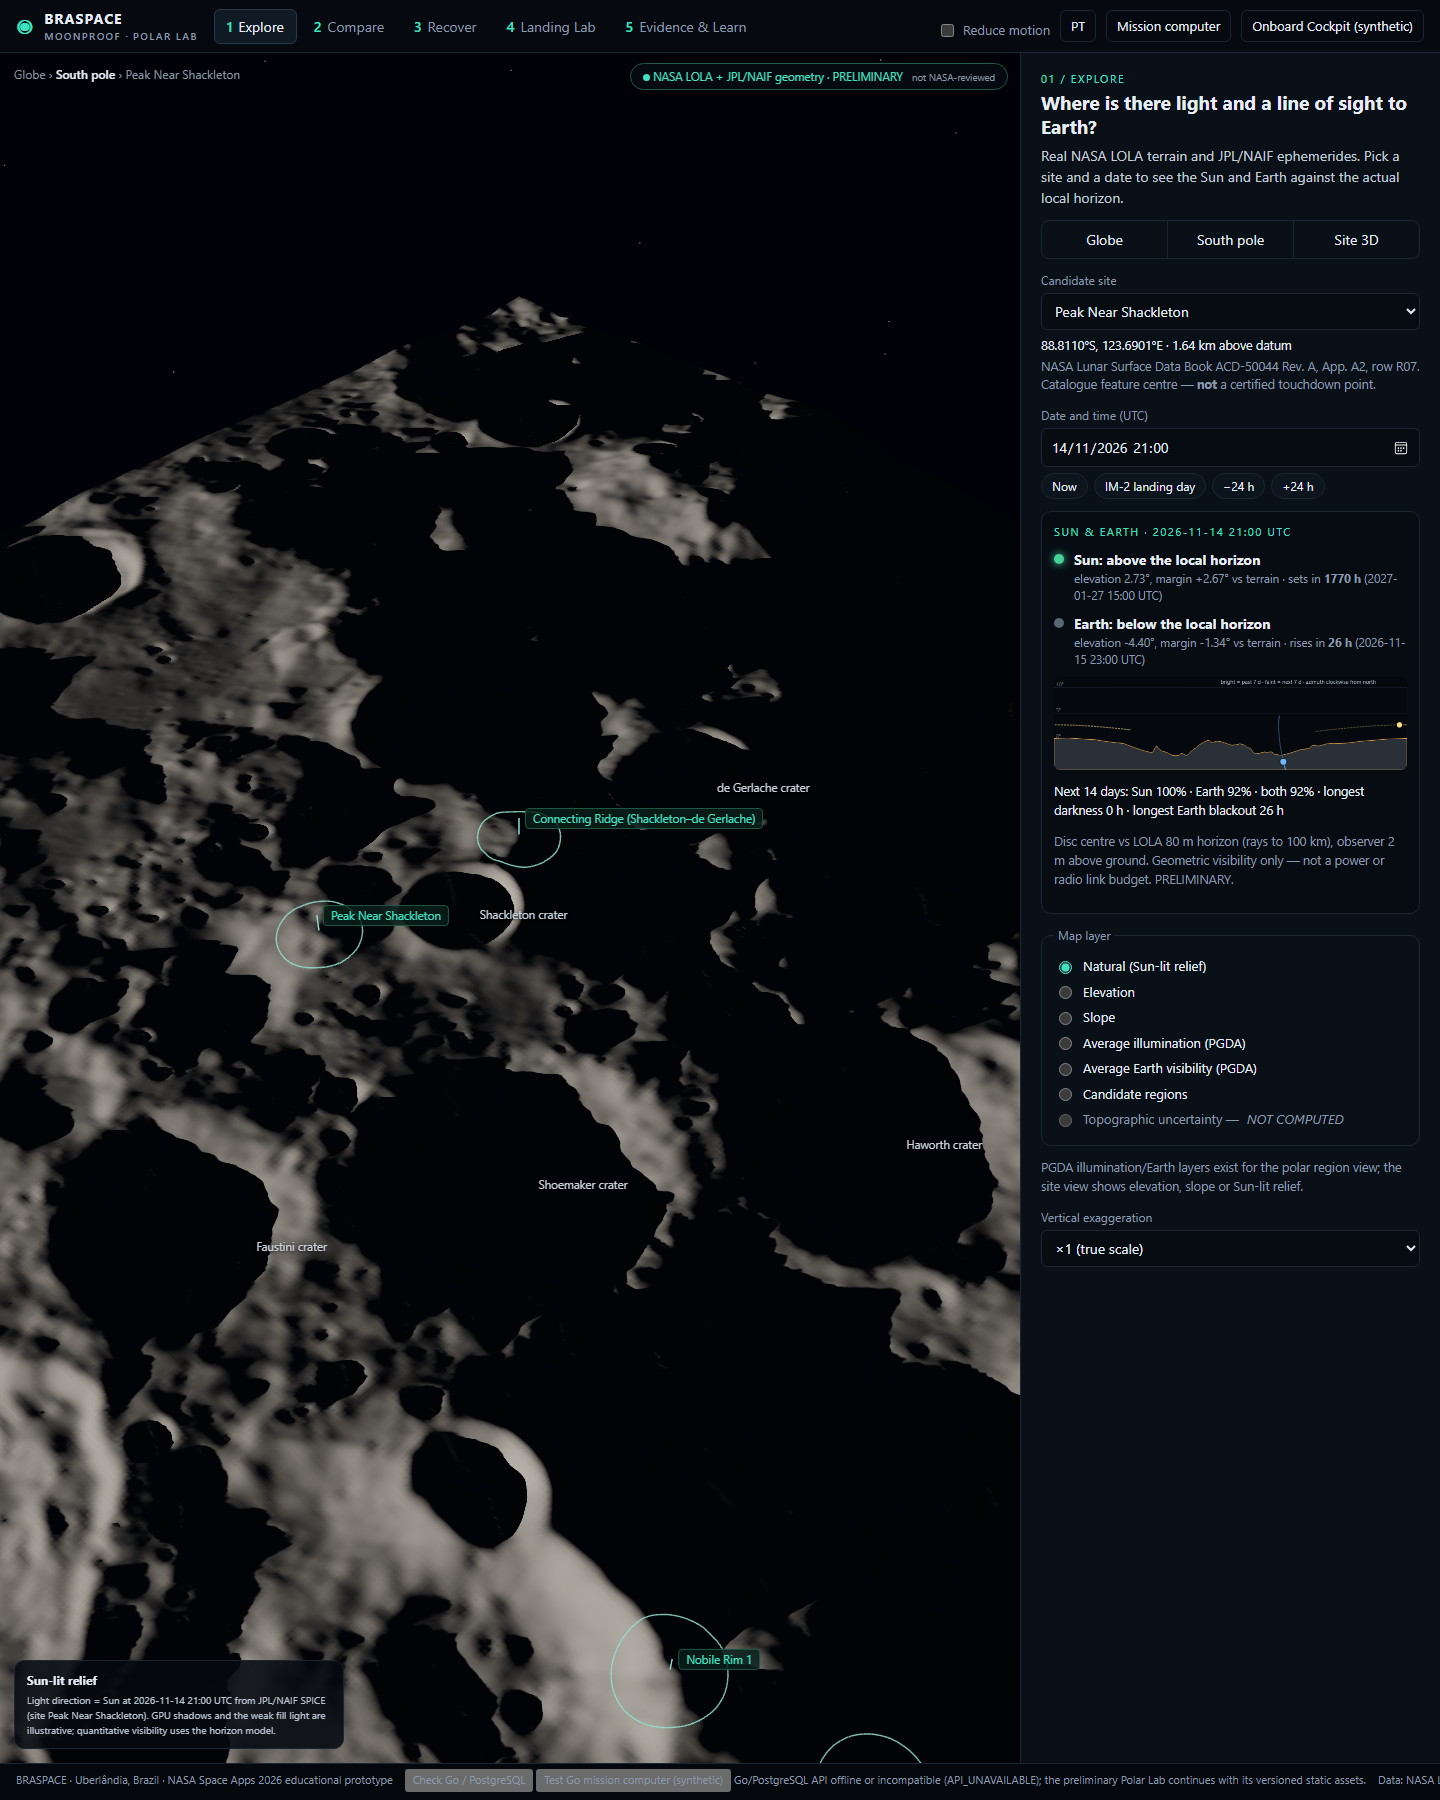 BRASPACE
MOONPROOF · POLAR LAB
1 Explore
2 Compare
3 Recover
4 Landing Lab
5 Evidence & Learn
Reduce motion
PT
Mission computer
Onboard Cockpit (synthetic)
Globe › South pole › Peak Near Shackleton
NASA LOLA + JPL/NAIF geometry · PRELIMINARY not NASA-reviewed
de Gerlache crater
Connecting Ridge (Shackleton–de Gerlache)
Peak Near Shackleton
Shackleton crater
Haworth crater
Shoemaker crater
Faustini crater
Nobile Rim 1
Sun-lit relief
Light direction = Sun at 2026-11-14 21:00 UTC from JPL/NAIF SPICE
(site Peak Near Shackleton). GPU shadows and the weak fill light are
illustrative; quantitative visibility uses the horizon model.
01 / EXPLORE
Where is there light and a line of sight to
Earth?
Real NASA LOLA terrain and JPL/NAIF ephemerides. Pick a
site and a date to see the Sun and Earth against the actual
local horizon.
Globe
South pole
Site 3D
Candidate site
Peak Near Shackleton
88.8110°S, 123.6901°E · 1.64 km above datum
NASA Lunar Surface Data Book ACD-50044 Rev. A, App. A2, row R07.
Catalogue feature centre — not a certified touchdown point.
Date and time (UTC)
14/11/2026 21:00
Now
IM-2 landing day
−24 h
+24 h
SUN & EARTH · 2026-11-14 21:00 UTC
Sun: above the local horizon
elevation 2.73°, margin +2.67° vs terrain · sets in 1770 h (2027-
01-27 15:00 UTC)
Earth: below the local horizon
elevation -4.40°, margin -1.34° vs terrain · rises in 26 h (2026-11-
15 23:00 UTC)
bright = past 7 d · faint = next 7 d · azimuth clockwise from north
10°
Next 14 days: Sun 100% · Earth 92% · both 92% · longest
darkness 0 h · longest Earth blackout 26 h
Disc centre vs LOLA 80 m horizon (rays to 100 km), observer 2
m above ground. Geometric visibility only — not a power or
radio link budget. PRELIMINARY.
Map layer
Natural (Sun-lit relief)
Elevation
Slope
Average illumination (PGDA)
Average Earth visibility (PGDA)
Candidate regions
Topographic uncertainty — NOT COMPUTED
PGDA illumination/Earth layers exist for the polar region view; the
site view shows elevation, slope or Sun-lit relief.
Vertical exaggeration
×1 (true scale)
BRASPACE · Uberlândia, Brazil · NASA Space Apps 2026 educational prototype
Check Go / PostgreSQL
Test Go mission computer (synthetic)
Go/PostgreSQL API offline or incompatible (API_UNAVAILABLE); the preliminary Polar Lab continues with its versioned static assets.
Data: NASA